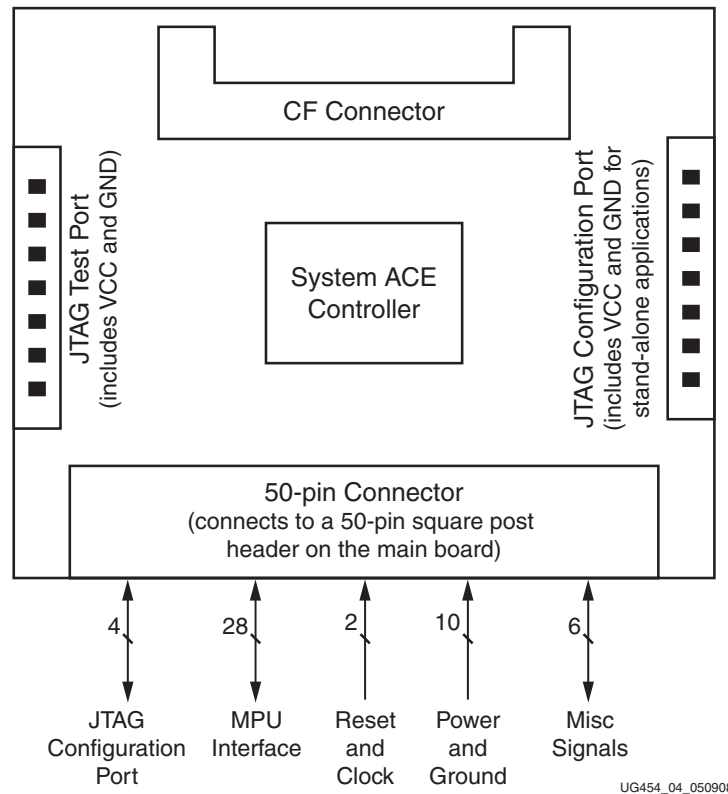 CF Connector
JTAG Test Port
(includes VCC and GND)
System ACE
Controller
JTAG Configuration Port
(includes VCC and GND for
stand-alone applications)
50-pin Connector
(connects to a 50-pin square post
header on the main board)
4
28
2
10
6
JTAG
Configuration
Port
MPU
Interface
Reset
and
Clock
Power
and
Ground
Misc
Signals
UG454_04_050908